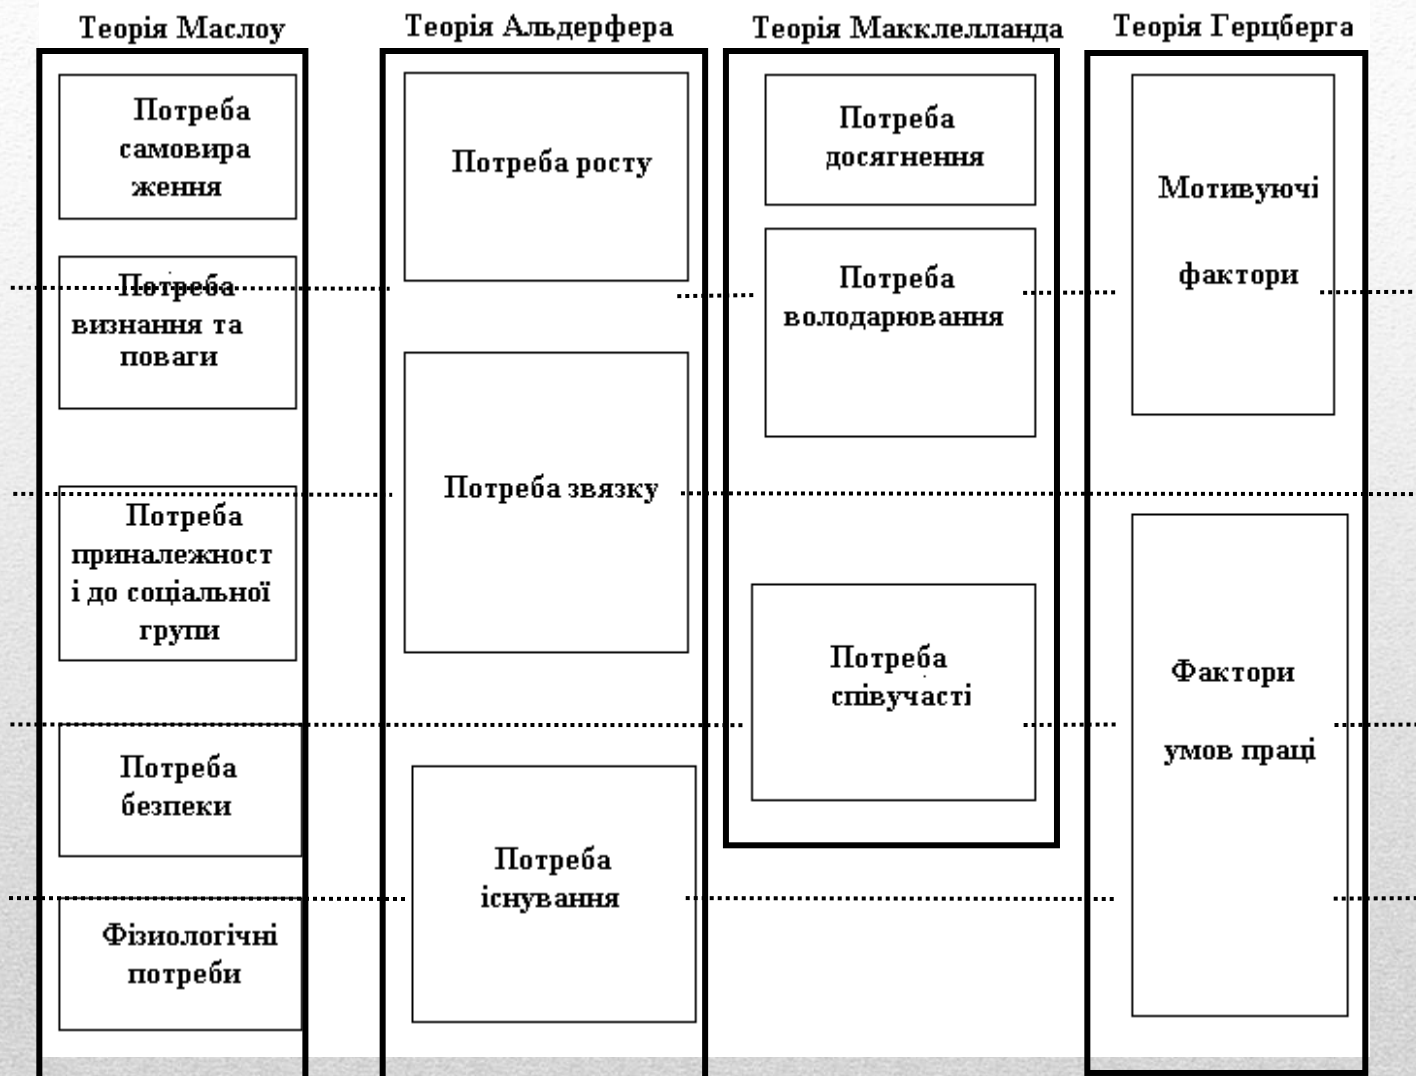 Теорія Маслоу
Потреба
самовира
ження
Потреба
визнання та
поваги
Потреба
приналежност
і до соціальної
групи
Потреба
безпеки
Фізиологічні
потреби
Теорія Альдерфера
Потреба росту
Потреба звязку
Потреба
існування
Теорія Макклелланда
Потреба
досягнення
Потреба
володарювання
Потреба
співучасті
Теорія Герцберга
Мотивуючі
фактори
Фактори
умов праці